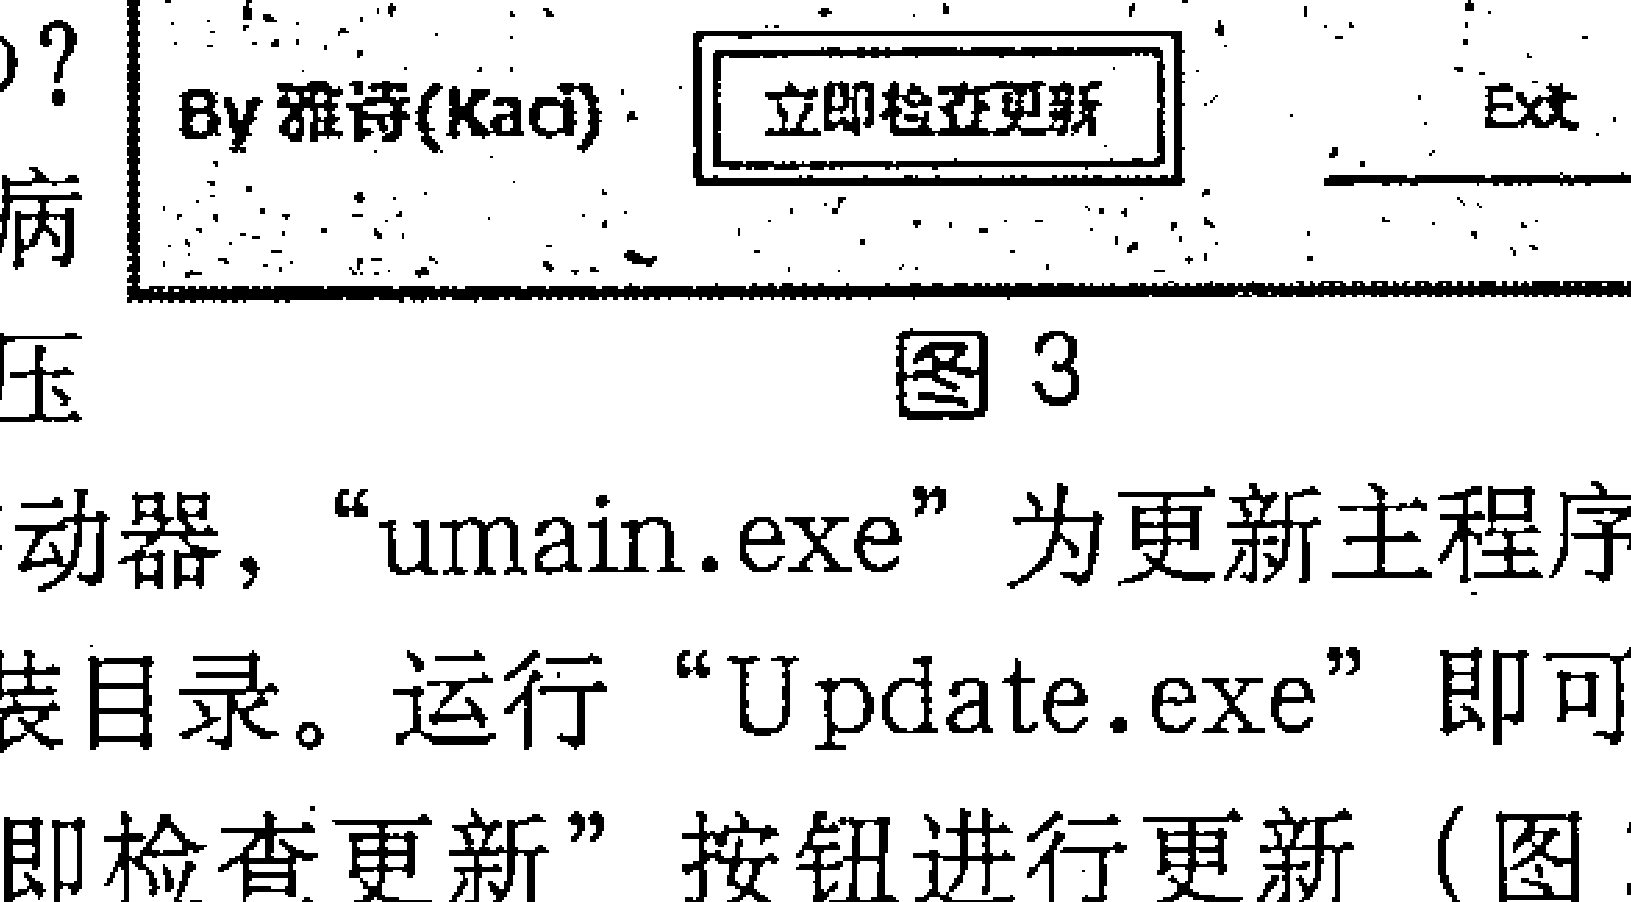 ?
By 雅诗(Kaci) 立即检查更新 Exit
病
压
图 3
动器，“umain.exe” 为更新主程序
装目录。运行 “Update.exe” 即可
即检查更新” 按钮进行更新（图